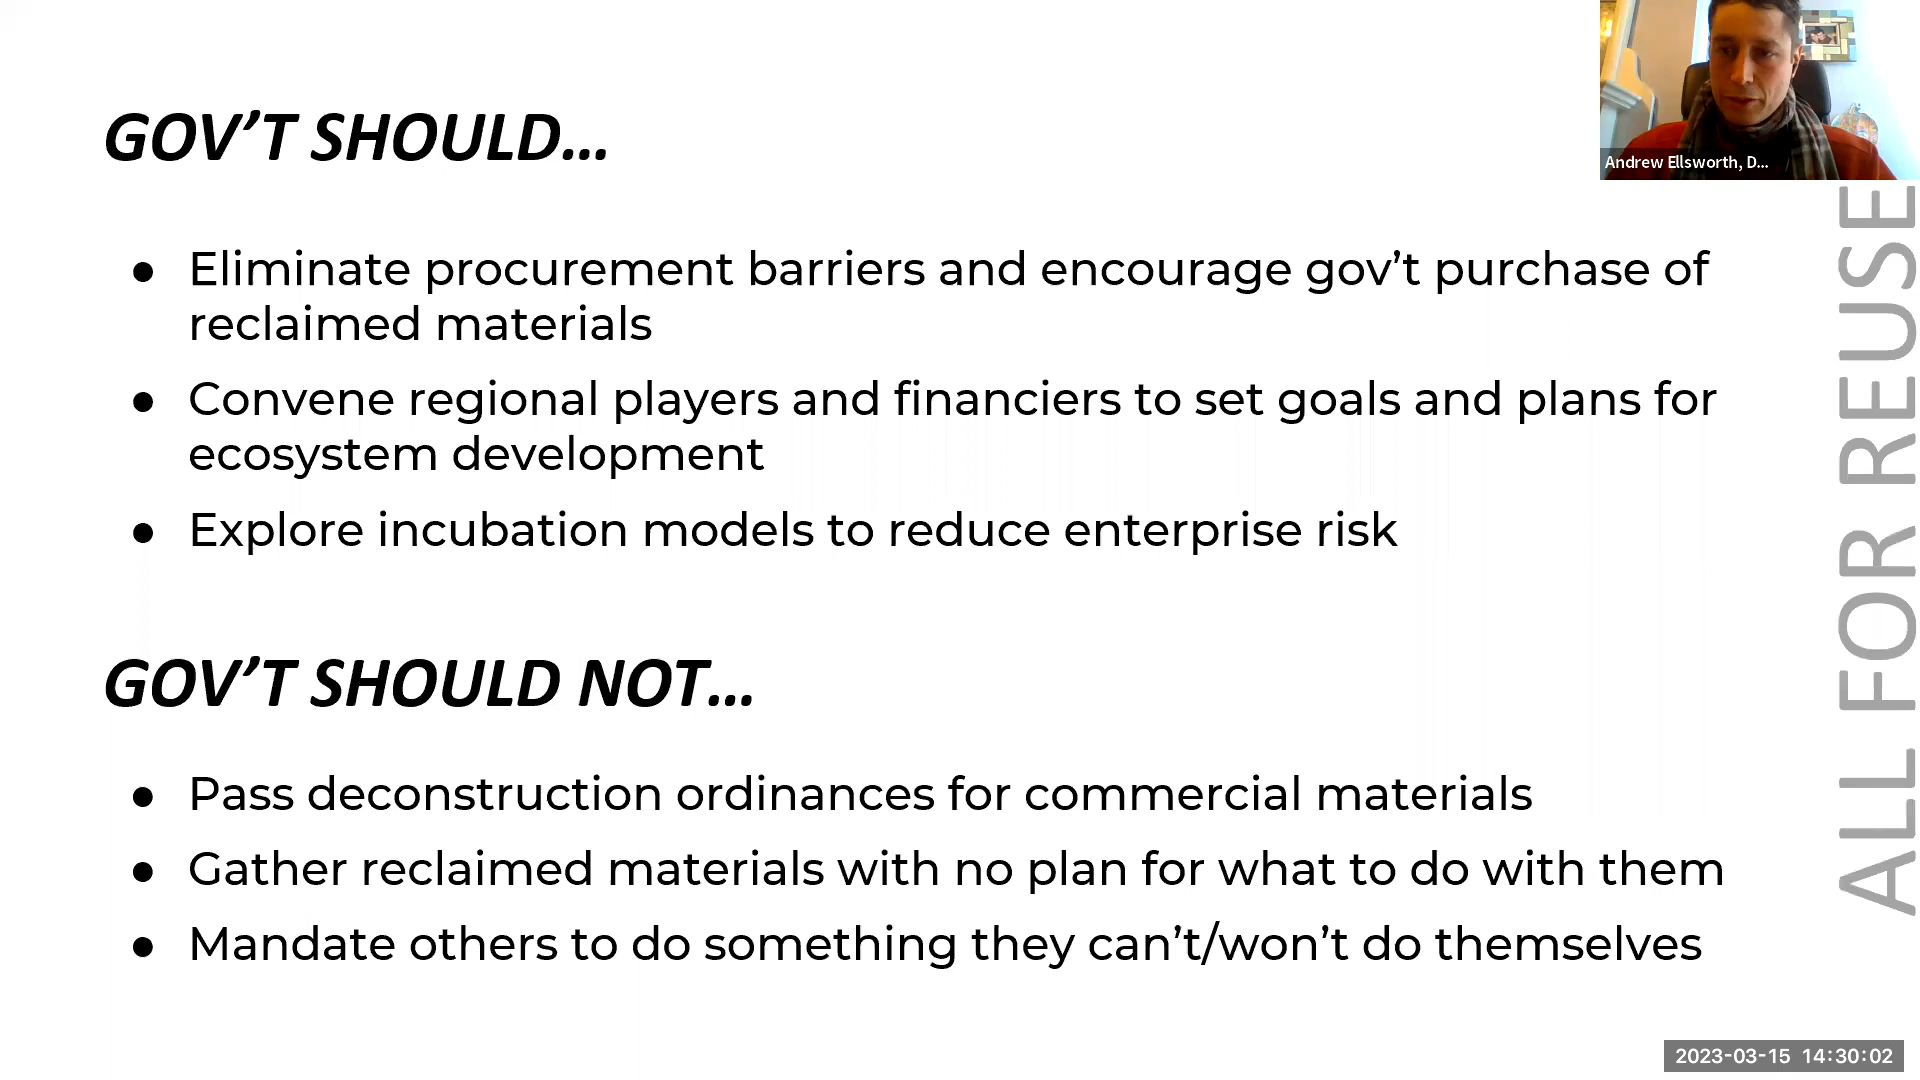 GOV’T SHOULD…
Eliminate procurement barriers and encourage gov’t purchase of
reclaimed materials
Convene regional players and financiers to set goals and plans for
ecosystem development
Explore incubation models to reduce enterprise risk
GOV’T SHOULD NOT…
Pass deconstruction ordinances for commercial materials
Gather reclaimed materials with no plan for what to do with them
Mandate others to do something they can’t/won’t do themselves
Andrew Ellsworth, D...
ALL FOR REUSE
2023-03-15 14:30:02